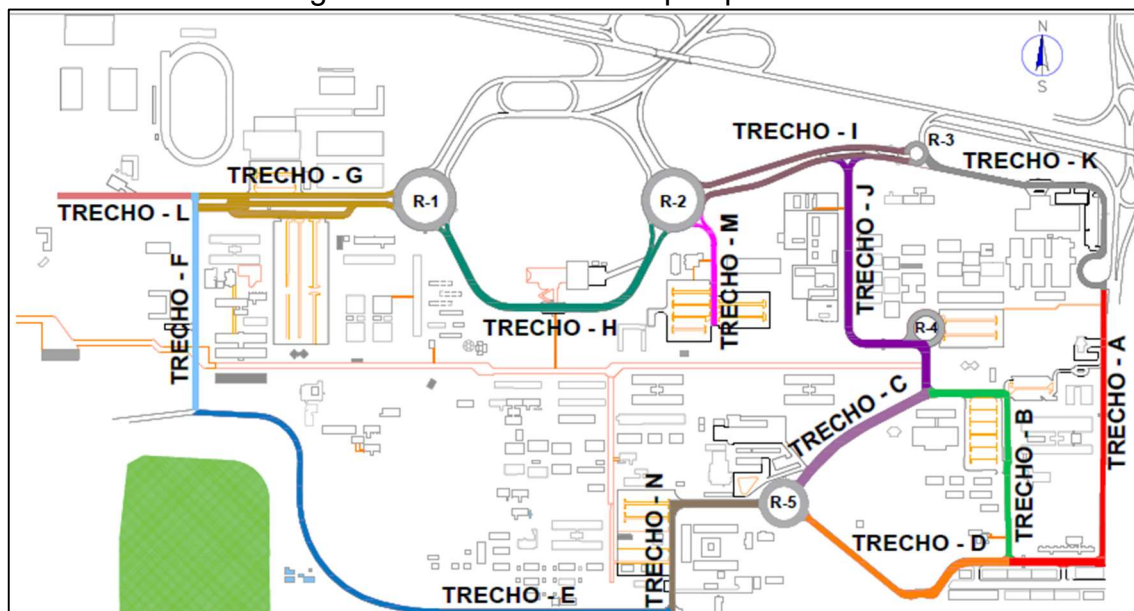 N
S
TRECHO - I
R-3
TRECHO - K
TRECHO - G
R-1
R-2
TRECHO - L
TRECHO - F
TRECHO - M
TRECHO - J
TRECHO - H
R-4
TRECHO - A
TRECHO - C
TRECHO - B
TRECHO - N
R-5
TRECHO - D
TRECHO - E